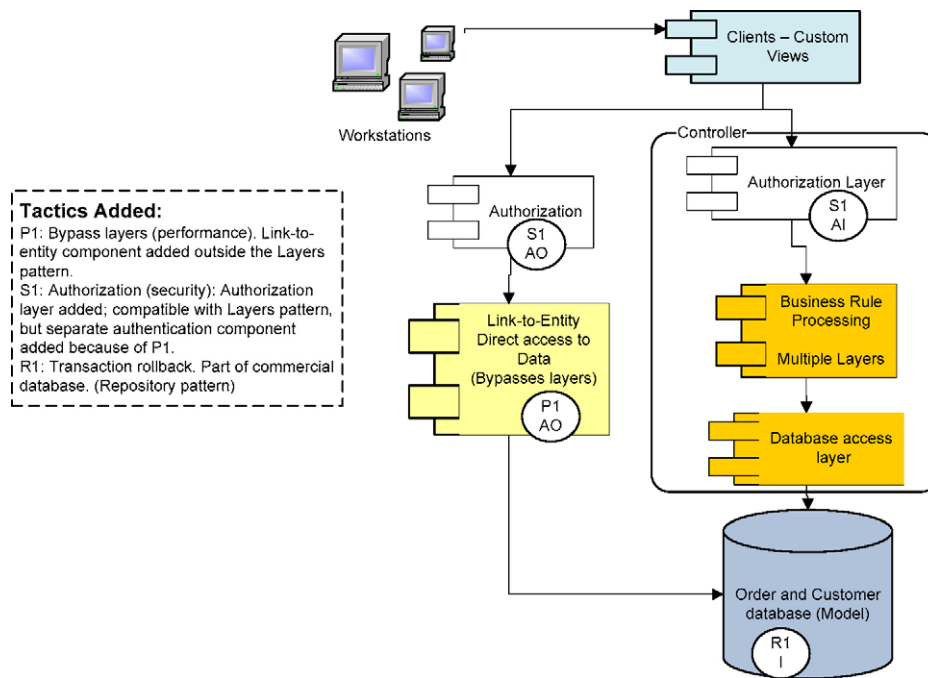 Clients – Custom
Views
Workstations
Controller
Authorization
S1
AO
Authorization Layer
S1
AI
Tactics Added:
P1: Bypass layers (performance). Link-to-
entity component added outside the Layers
pattern.
S1: Authorization (security): Authorization
layer added; compatible with Layers pattern,
but separate authentication component
added because of P1.
R1: Transaction rollback. Part of commercial
database. (Repository pattern)
Link-to-Entity
Direct access to
Data
(Bypasses layers)
P1
AO
Business Rule
Processing
Multiple Layers
Database access
layer
Order and Customer
database (Model)
R1
I